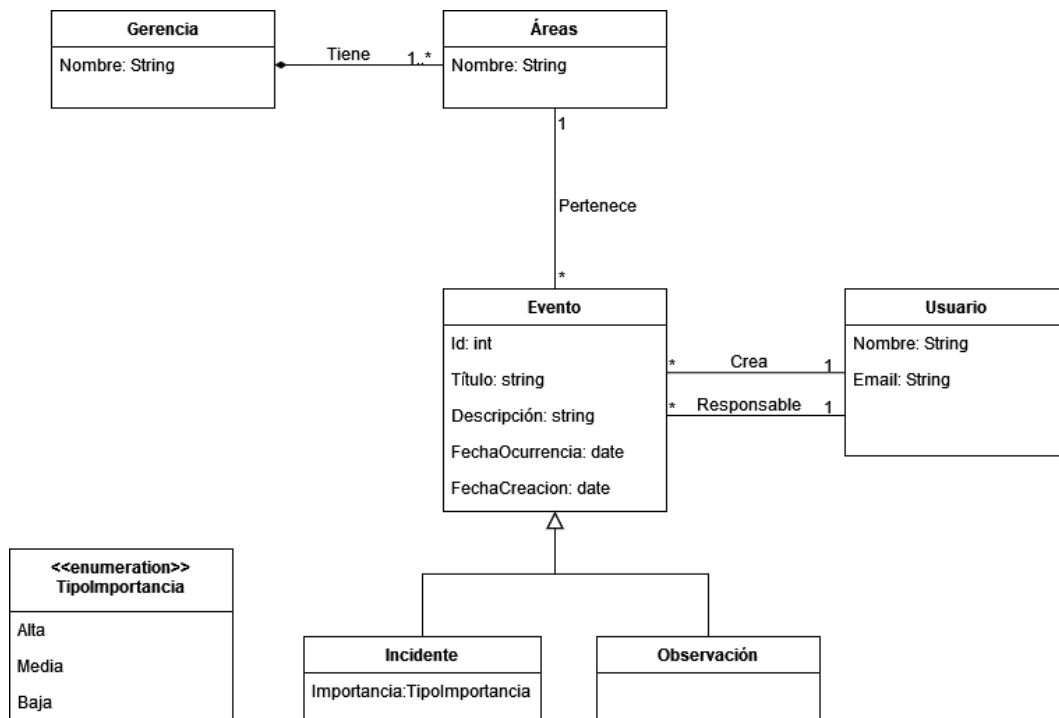 Gerencia
Nombre: String
Tiene
1..*
Áreas
Nombre: String
1
Pertenece
*
Evento
Id: int
Título: string
Descripción: string
FechaOcurrencia: date
FechaCreacion: date
*
Crea
1
*
Responsable
1
Usuario
Nombre: String
Email: String
<<enumeration>>
TipoImportancia
Alta
Media
Baja
Incidente
Importancia:TipoImportancia
Observación